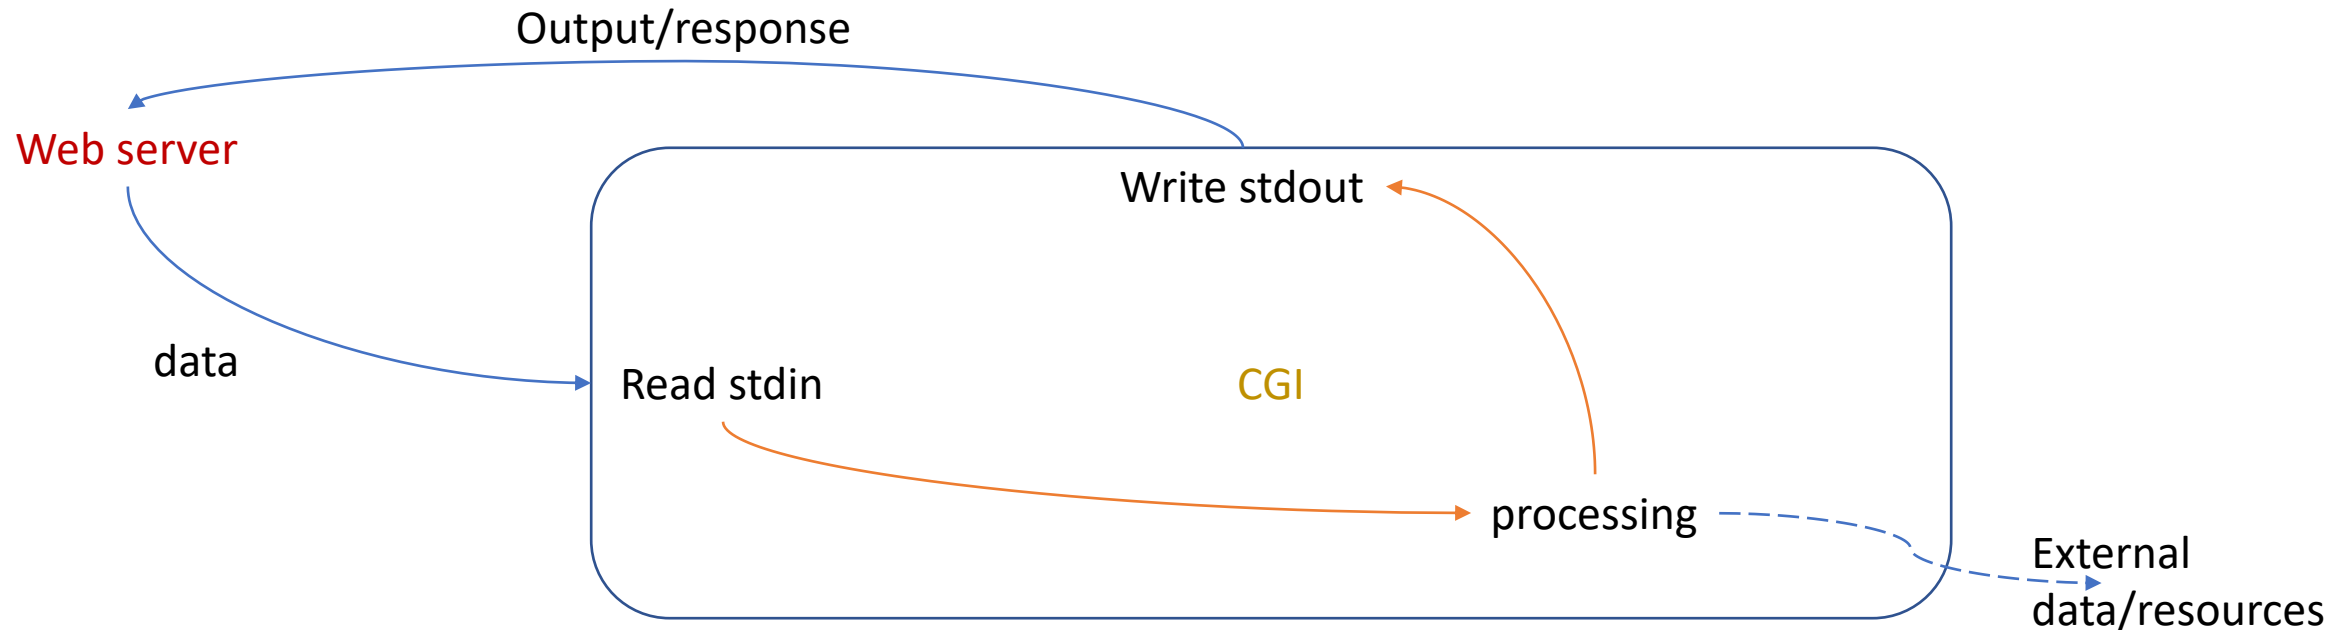 Output/response
Web server
Write stdout
data
Read stdin
CGI
processing
External
data/resources